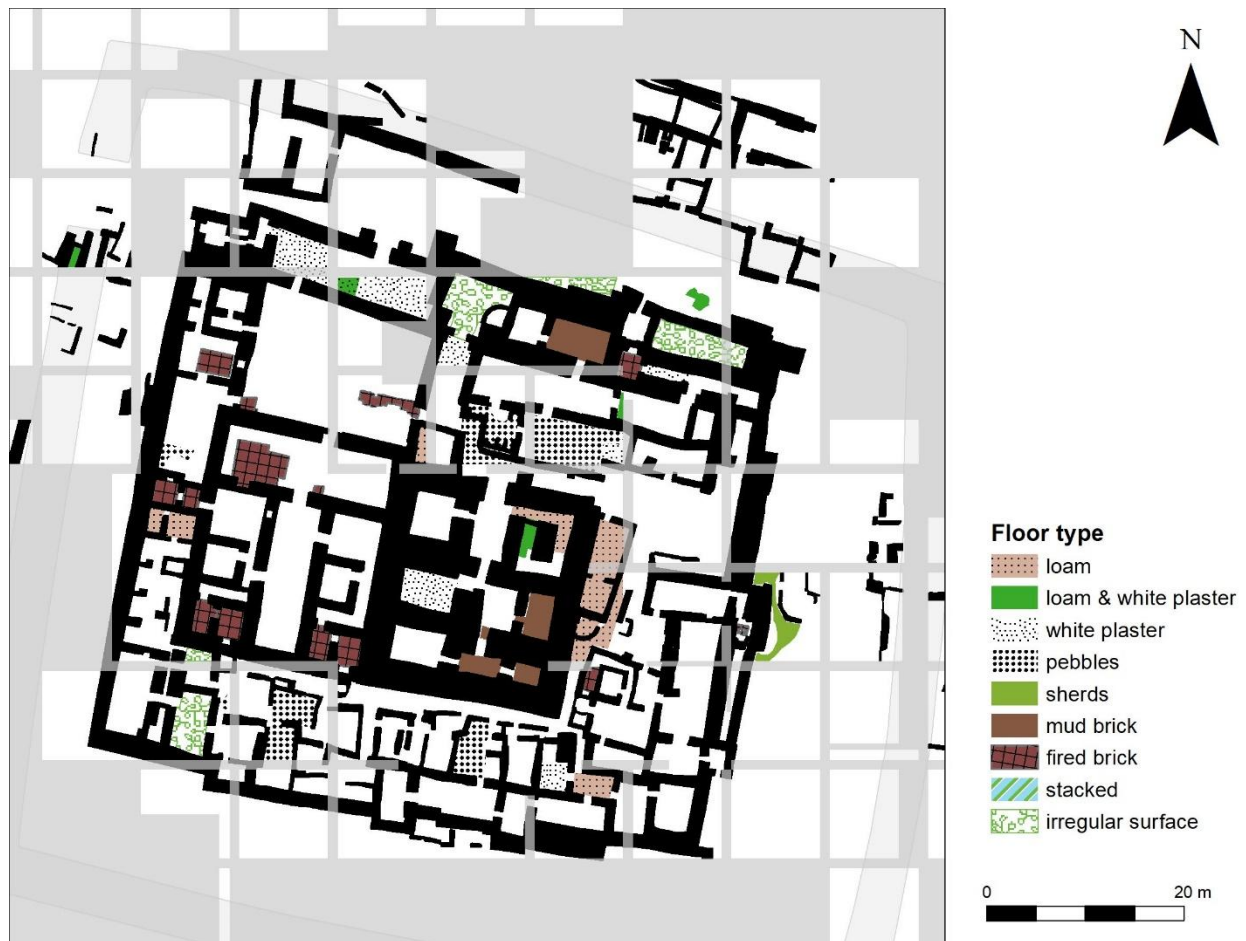 N
Floor type
loam
loam & white plaster
white plaster
pebbles
sherds
mud brick
fired brick
stacked
irregular surface
0 20 m